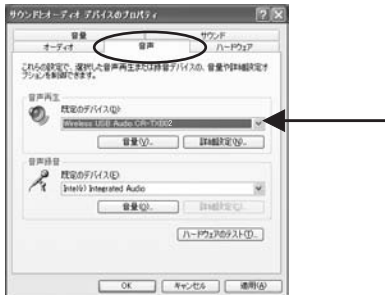 サウンドとオーディオ デバイスのプロパティ
音量
サウンド
オーディオ
音声
ハードウェア
これらの設定で、選択した音声再生または録音デバイスの、音量や詳細設定オ
プションを制御できます。
音声再生
既定のデバイス(D):
Wireless USB Audio CR-TX002
音量(V)...
詳細設定(N)...
音声録音
既定のデバイス(E):
Intel(r) Integrated Audio
音量(O)...
詳細設定(C)...
ハードウェアのテスト(T)...
OK
キャンセル
適用(A)